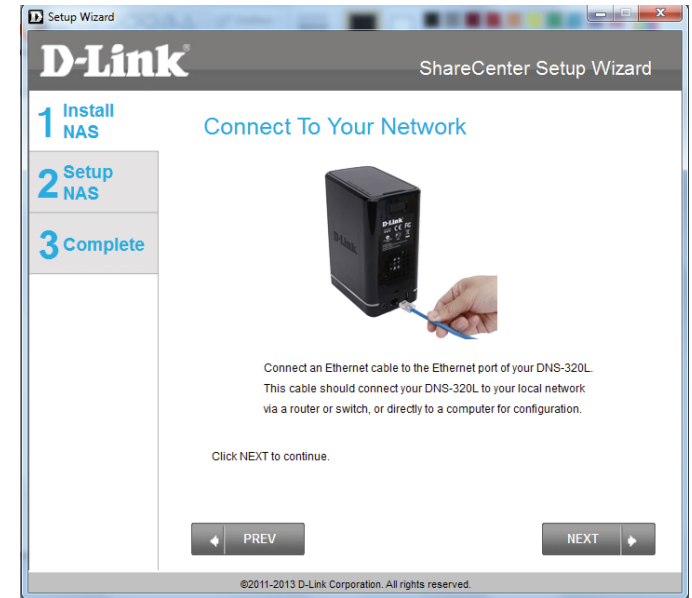 Setup Wizard
D-Link®
ShareCenter Setup Wizard
1 Install
NAS
2 Setup
NAS
3 Complete
Connect To Your Network
D-Link
D-Link
Connect an Ethernet cable to the Ethernet port of your DNS-320L.
This cable should connect your DNS-320L to your local network
via a router or switch, or directly to a computer for configuration.
Click NEXT to continue.
PREV
NEXT
©2011-2013 D-Link Corporation. All rights reserved.